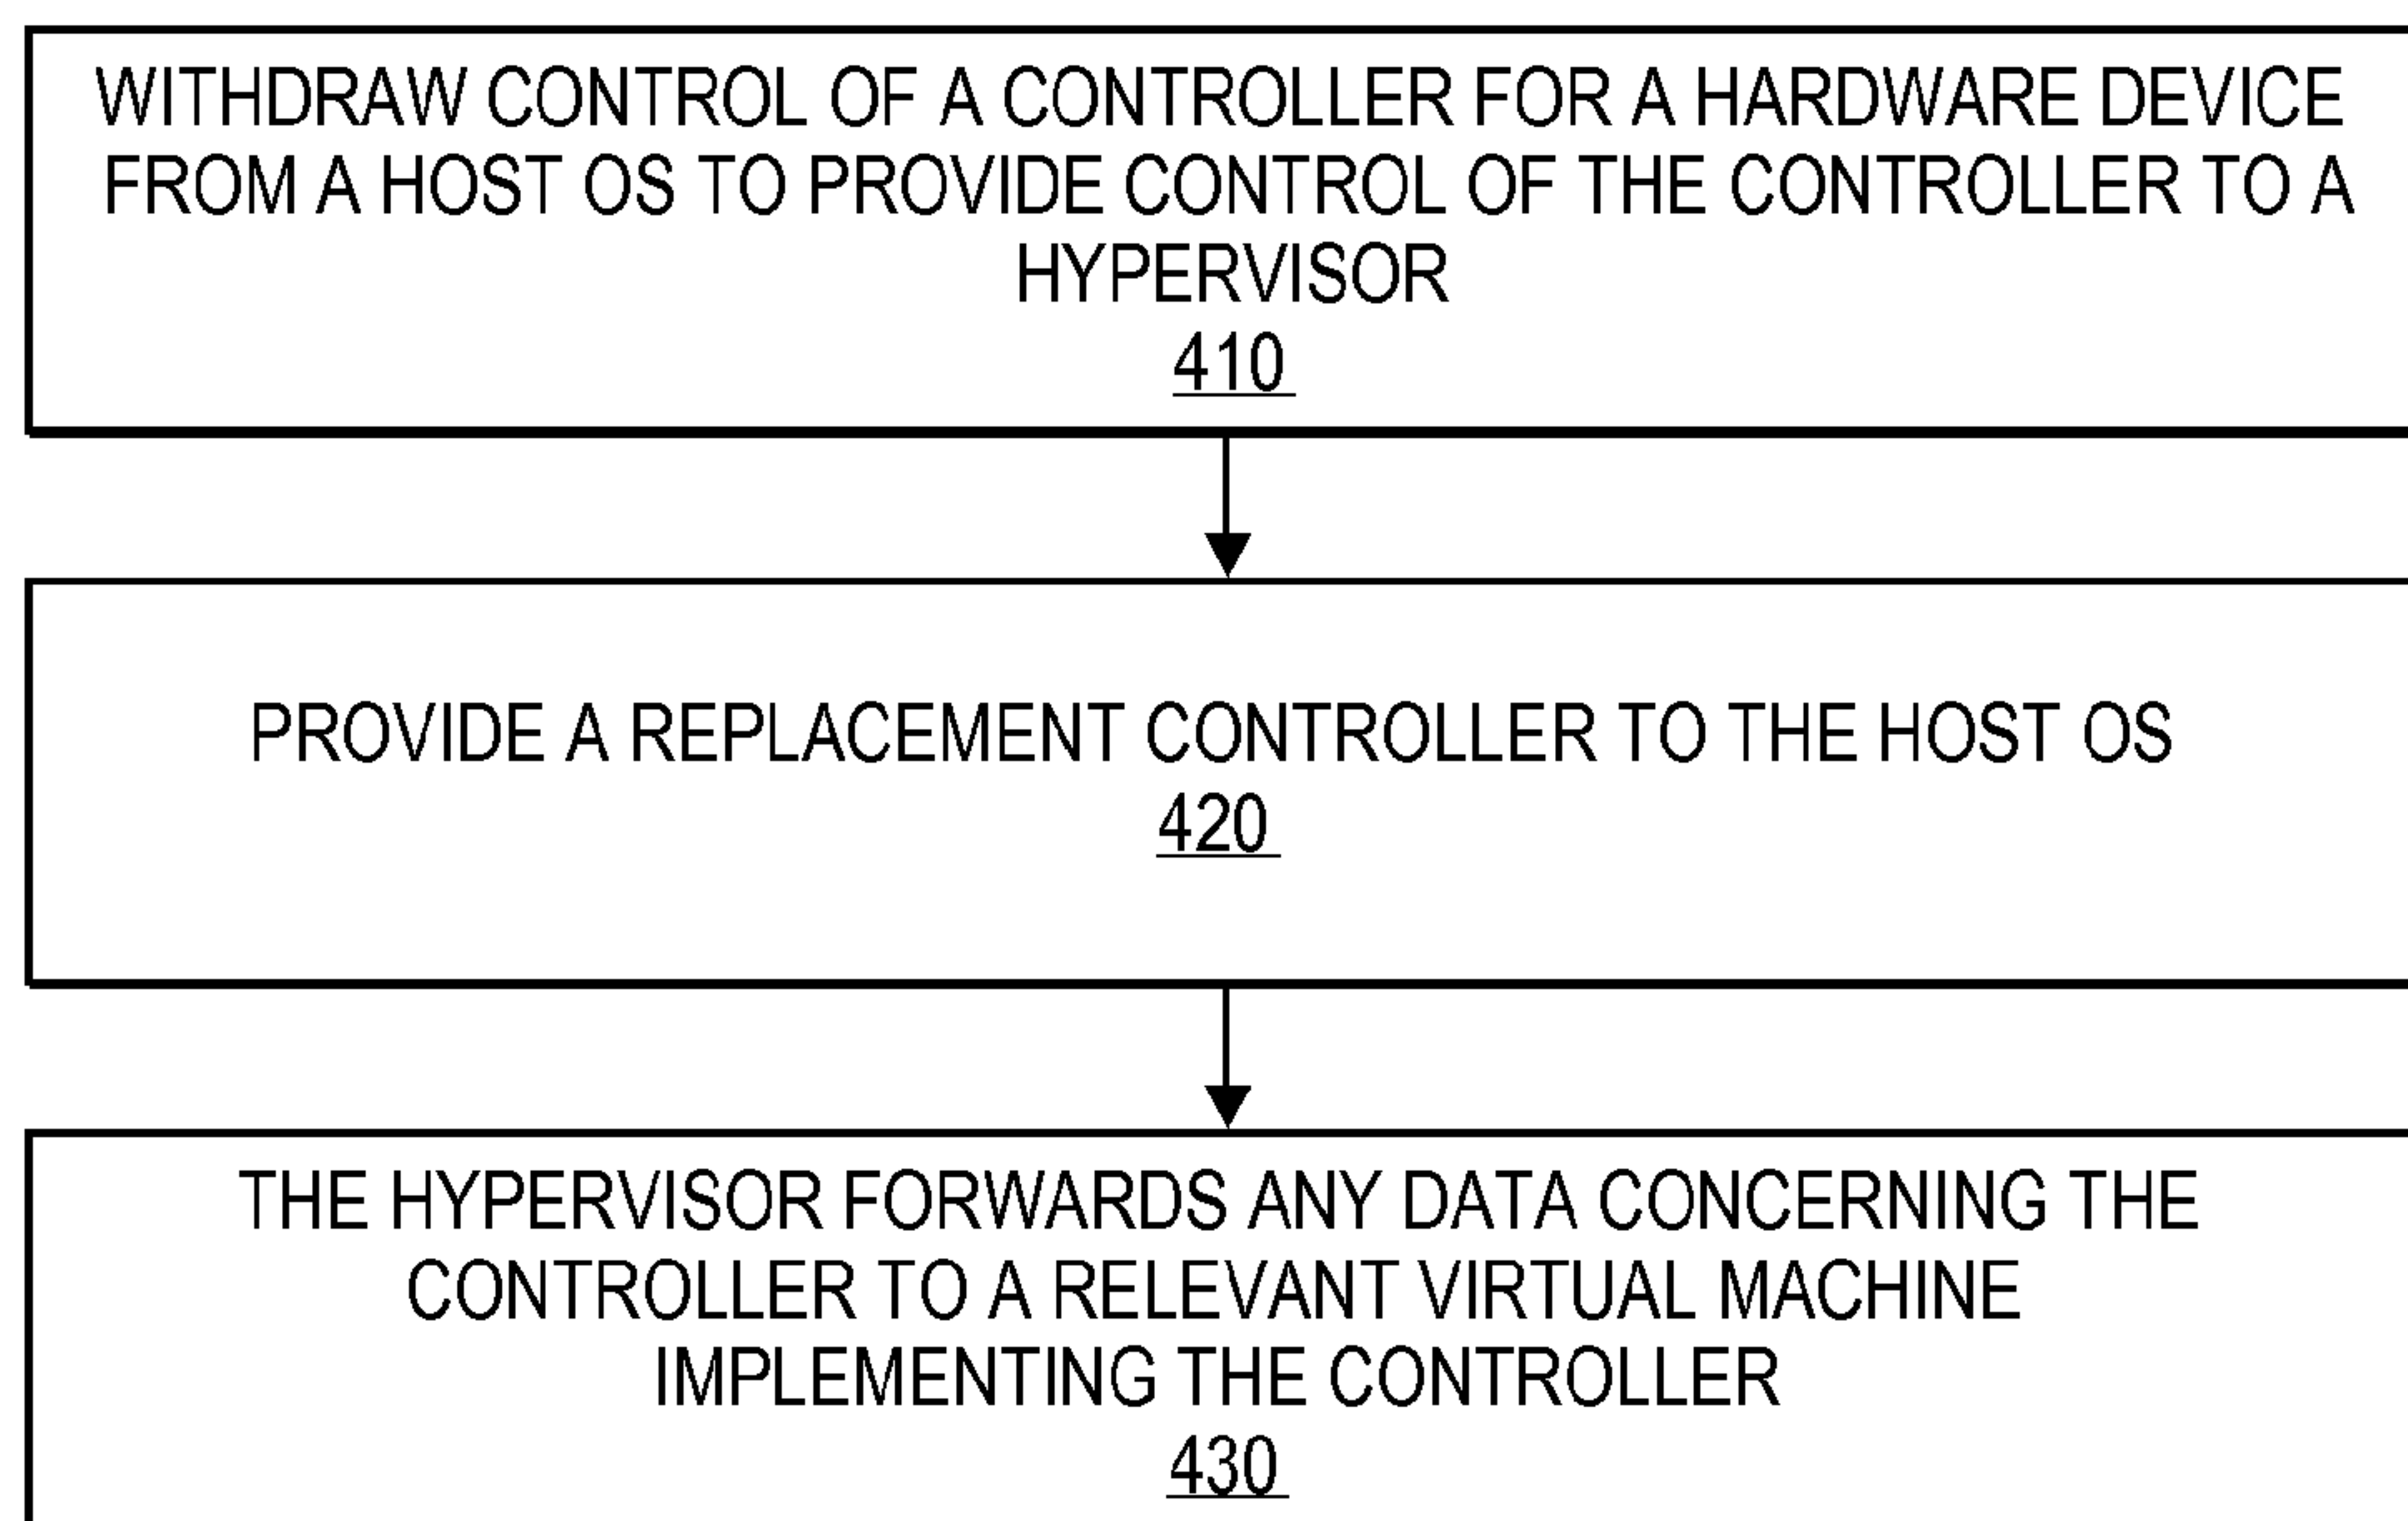 WITHDRAW CONTROL OF A CONTROLLER FOR A HARDWARE DEVICE
FROM A HOST OS TO PROVIDE CONTROL OF THE CONTROLLER TO A
HYPERVISOR
410
PROVIDE A REPLACEMENT CONTROLLER TO THE HOST OS
420
THE HYPERVISOR FORWARDS ANY DATA CONCERNING THE
CONTROLLER TO A RELEVANT VIRTUAL MACHINE
IMPLEMENTING THE CONTROLLER
430